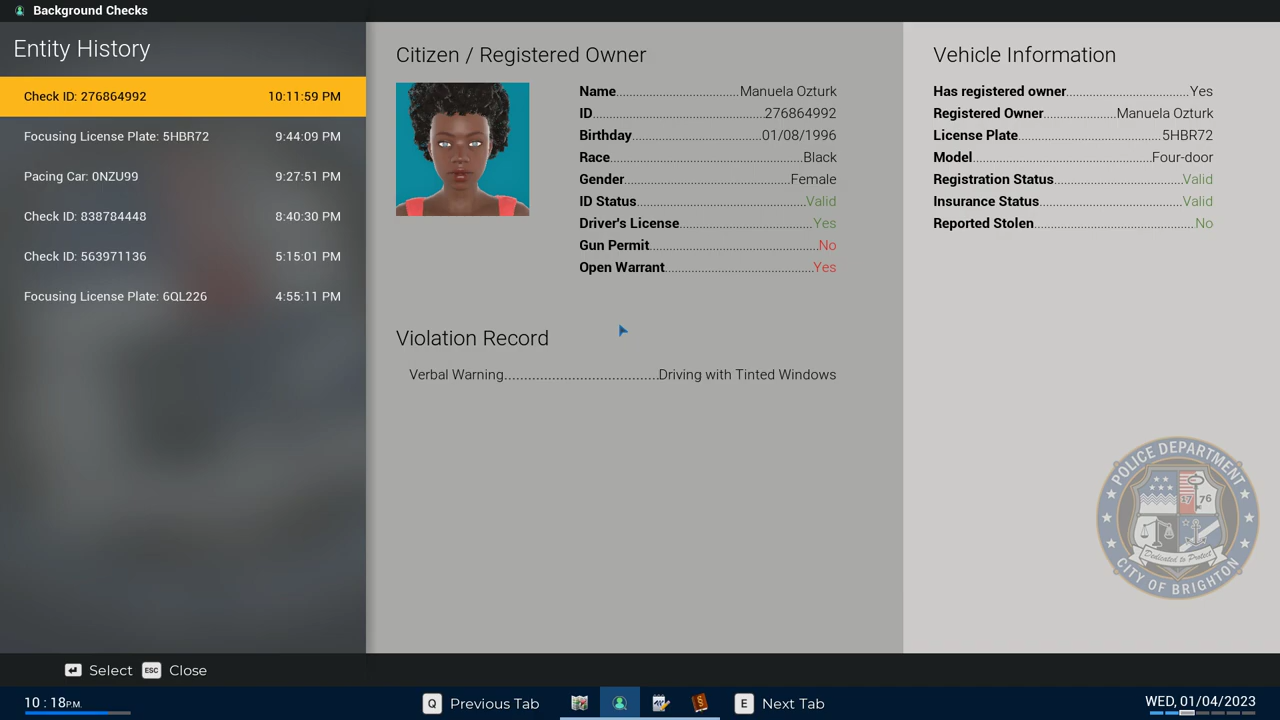 Background Checks
Entity History
Check ID: 276864992 10:11:59 PM
Focusing License Plate: 5HBR72 9:44:09 PM
Pacing Car: 0NZU99 9:27:51 PM
Check ID: 838784448 8:40:30 PM
Check ID: 563971136 5:15:01 PM
Focusing License Plate: 6QL226 4:55:11 PM
Citizen / Registered Owner
Name Manuela Ozturk
ID 276864992
Birthday 01/08/1996
Race Black
Gender Female
ID Status Valid
Driver's License Yes
Gun Permit No
Open Warrant Yes
Violation Record
Verbal Warning Driving with Tinted Windows
Vehicle Information
Has registered owner Yes
Registered Owner Manuela Ozturk
License Plate 5HBR72
Model Four-door
Registration Status Valid
Insurance Status Valid
Reported Stolen No
POLICE DEPARTMENT
17 76
Dedicated to Protect
CITY OF BRIGHTON
Select ESC Close
10 : 18 P.M. Q Previous Tab E Next Tab WED, 01/04/2023